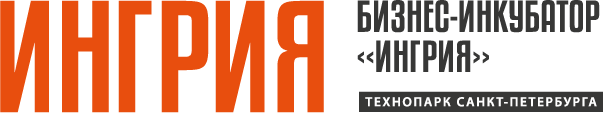 ИНГРИЯ
БИЗНЕС-ИНКУБАТОР
«ИНГРИЯ»
ТЕХНОПАРК САНКТ-ПЕТЕРБУРГА